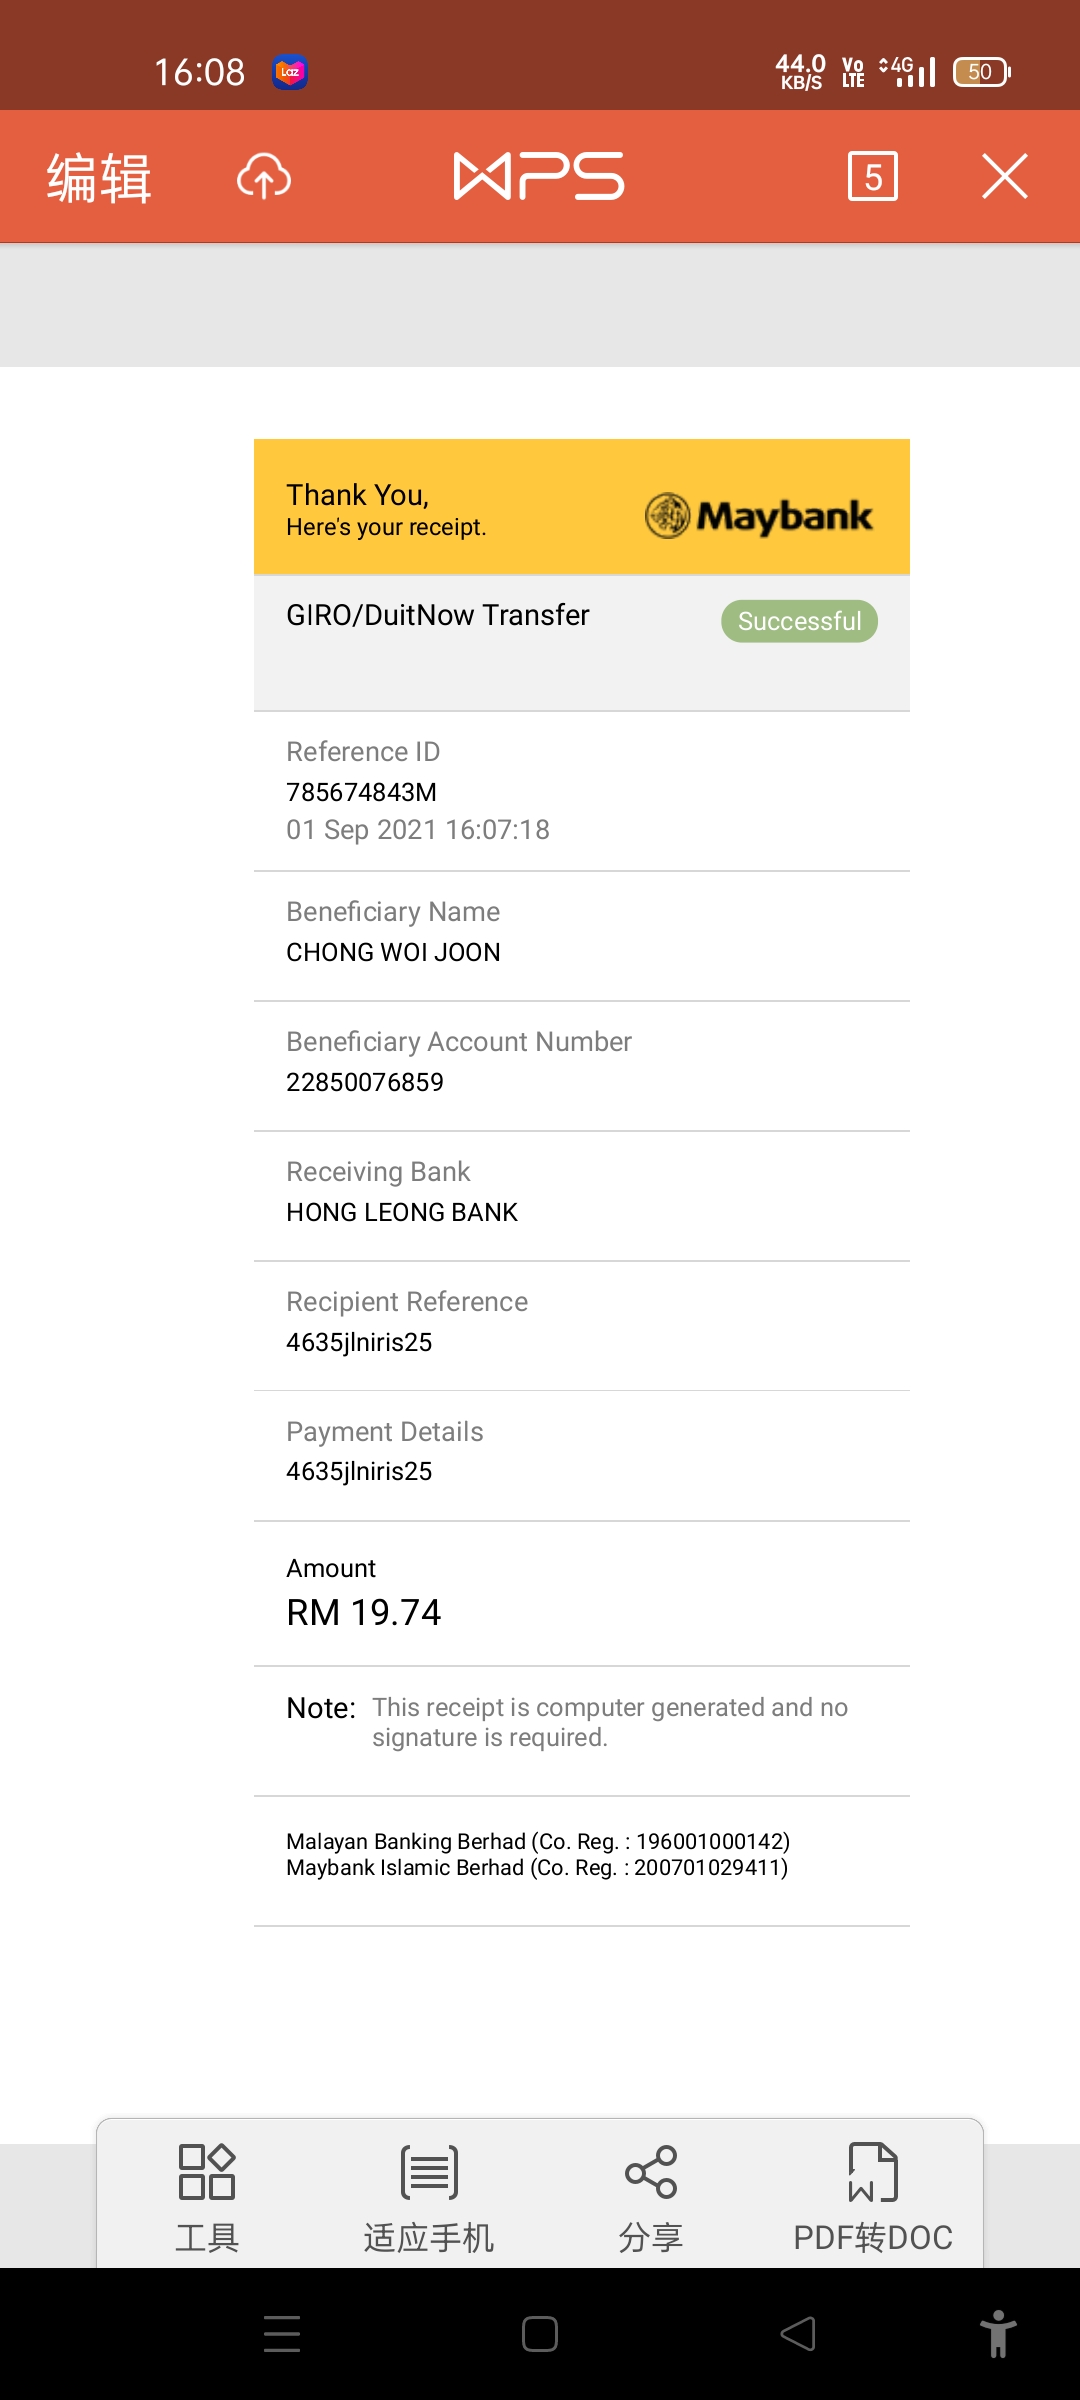 16:08
Laz
44.0 KB/S
Vo LTE
4G
50
编辑
WPS
5
Thank You,
Here's your receipt.
Maybank
GIRO/DuitNow Transfer
Successful
Reference ID
785674843M
01 Sep 2021 16:07:18
Beneficiary Name
CHONG WOI JOON
Beneficiary Account Number
22850076859
Receiving Bank
HONG LEONG BANK
Recipient Reference
4635jlniris25
Payment Details
4635jlniris25
Amount
RM 19.74
Note: This receipt is computer generated and no
signature is required.
Malayan Banking Berhad (Co. Reg. : 196001000142)
Maybank Islamic Berhad (Co. Reg. : 200701029411)
工具
适应手机
分享
PDF转DOC